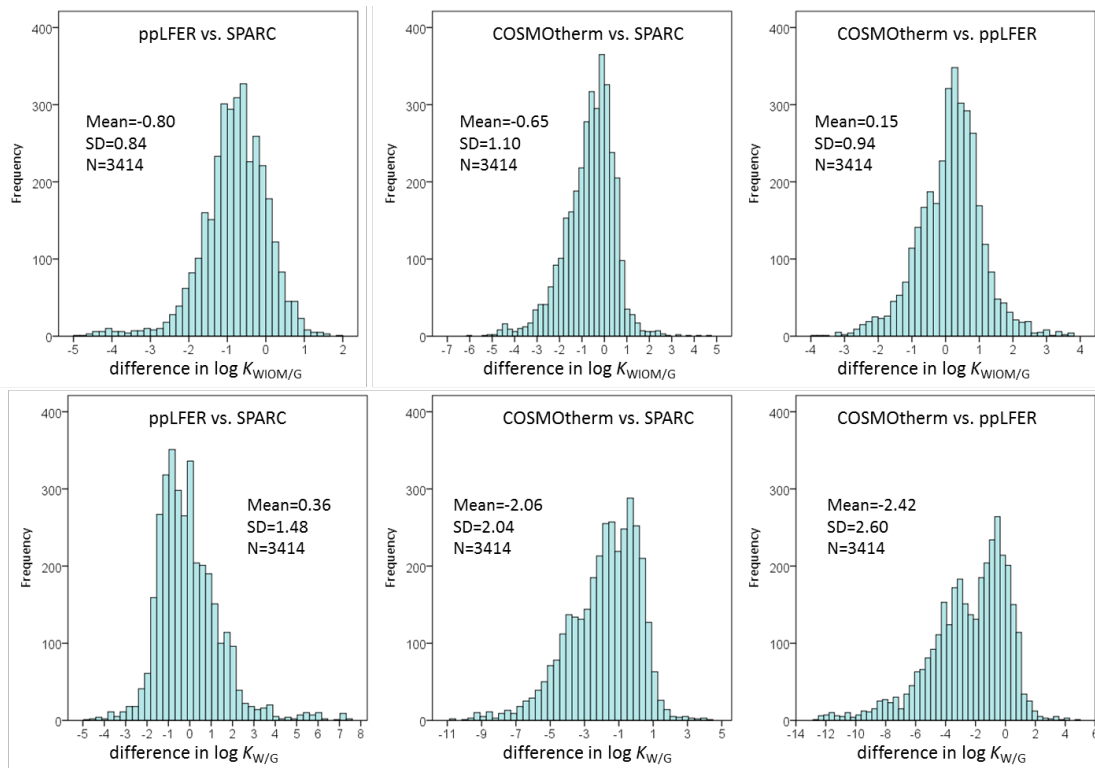 ppLFER vs. SPARC
Mean=-0.80
SD=0.84
N=3414
Frequency
400
300
200
100
0
-5 -4 -3 -2 -1 0 1 2
difference in log KWIOM/G
COSMOtherm vs. SPARC
Mean=-0.65
SD=1.10
N=3414
Frequency
400
300
200
100
0
-7 -6 -5 -4 -3 -2 -1 0 1 2 3 4 5
difference in log KWIOM/G
COSMOtherm vs. ppLFER
Mean=0.15
SD=0.94
N=3414
Frequency
400
300
200
100
0
-4 -3 -2 -1 0 1 2 3 4
difference in log KWIOM/G
ppLFER vs. SPARC
Mean=0.36
SD=1.48
N=3414
Frequency
400
300
200
100
0
-5 -4 -3 -2 -1 0 1 2 3 4 5 6 7 8
difference in log KW/G
COSMOtherm vs. SPARC
Mean=-2.06
SD=2.04
N=3414
Frequency
400
300
200
100
0
-11 -9 -7 -5 -3 -1 1 3 5
difference in log KW/G
COSMOtherm vs. ppLFER
Mean=-2.42
SD=2.60
N=3414
Frequency
400
300
200
100
0
-14 -12 -10 -8 -6 -4 -2 0 2 4 6
difference in log KW/G